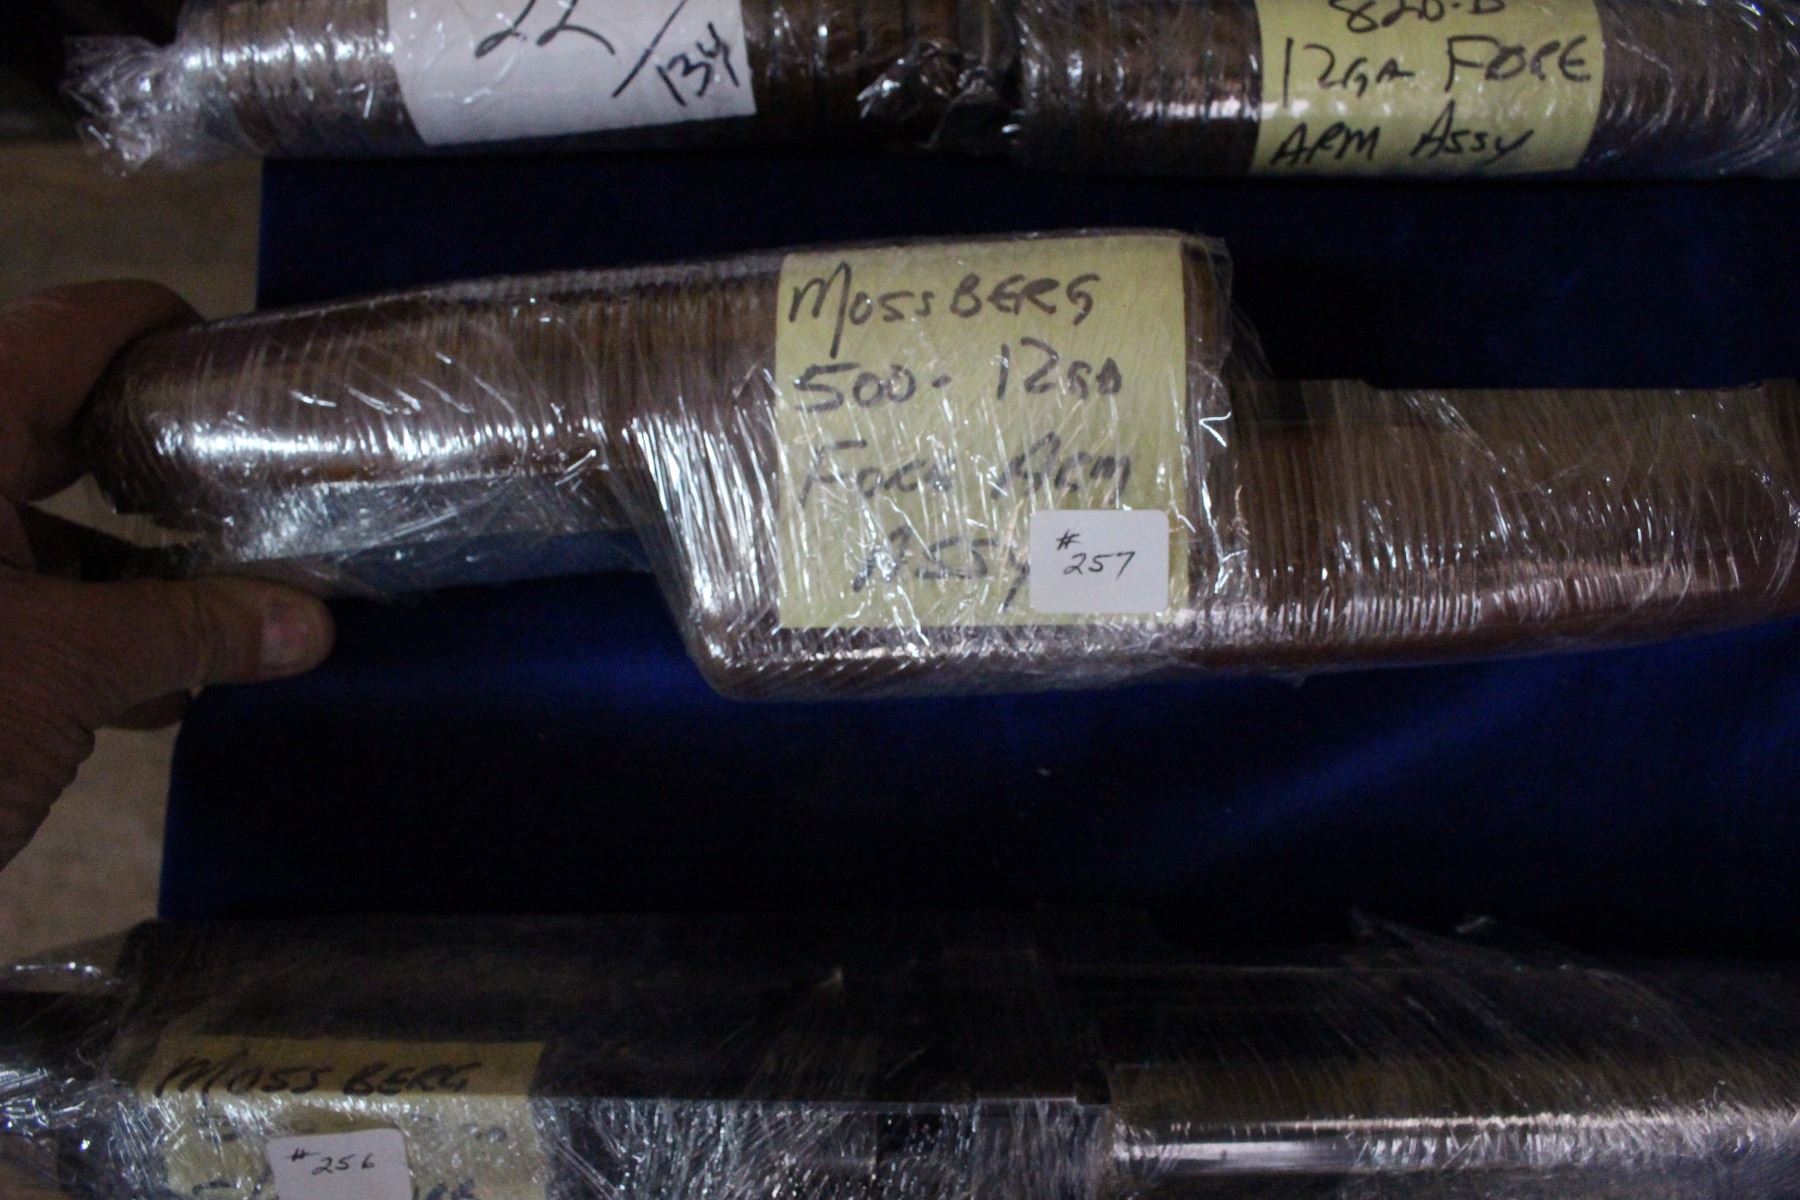 22/134
820-B
12GA FORE
ARM ASSY
MOSSBERG
500- 12GA
FORE ARM
ASSY
#
257
MOSSBERG
# 256